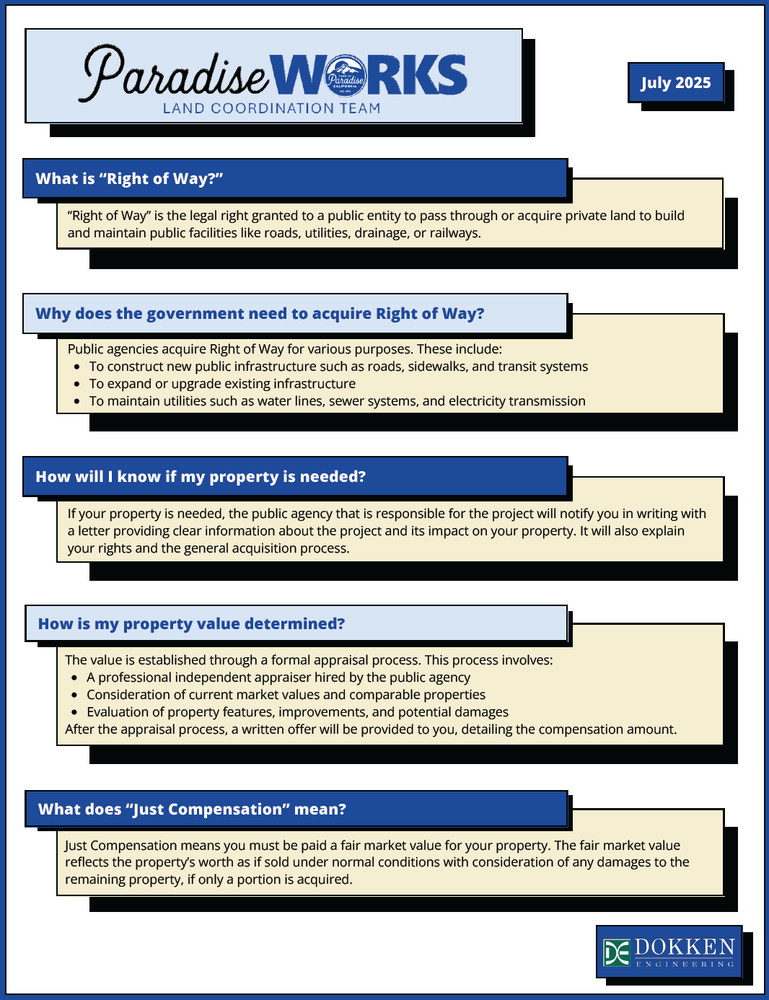 Paradise WORKS
TOWN OF
Paradise
CALIFORNIA
INC. 1979
LAND COORDINATION TEAM
July 2025
What is “Right of Way?”
“Right of Way” is the legal right granted to a public entity to pass through or acquire private land to build
and maintain public facilities like roads, utilities, drainage, or railways.
Why does the government need to acquire Right of Way?
Public agencies acquire Right of Way for various purposes. These include:
• To construct new public infrastructure such as roads, sidewalks, and transit systems
• To expand or upgrade existing infrastructure
• To maintain utilities such as water lines, sewer systems, and electricity transmission
How will I know if my property is needed?
If your property is needed, the public agency that is responsible for the project will notify you in writing with
a letter providing clear information about the project and its impact on your property. It will also explain
your rights and the general acquisition process.
How is my property value determined?
The value is established through a formal appraisal process. This process involves:
• A professional independent appraiser hired by the public agency
• Consideration of current market values and comparable properties
• Evaluation of property features, improvements, and potential damages
After the appraisal process, a written offer will be provided to you, detailing the compensation amount.
What does “Just Compensation” mean?
Just Compensation means you must be paid a fair market value for your property. The fair market value
reflects the property’s worth as if sold under normal conditions with consideration of any damages to the
remaining property, if only a portion is acquired.
DE DOKKEN
ENGINEERING